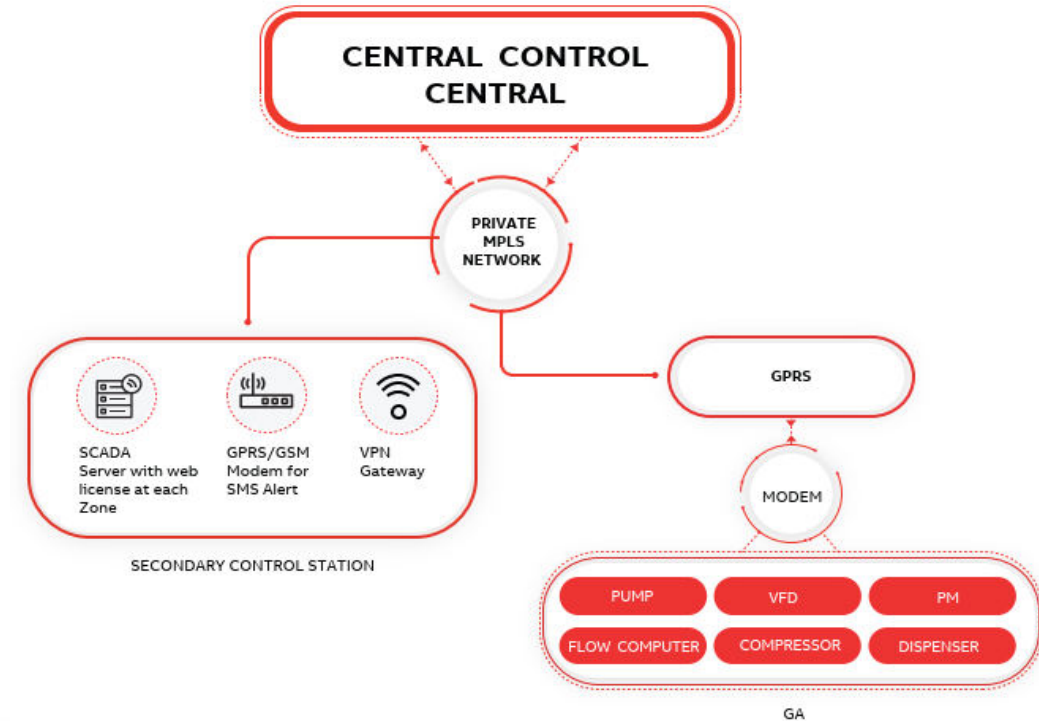 CENTRAL CONTROL
CENTRAL
PRIVATE
MPLS
NETWORK
SCADA
Server with web
license at each
Zone
GPRS/GSM
Modem for
SMS Alert
VPN
Gateway
SECONDARY CONTROL STATION
GPRS
MODEM
PUMP
VFD
PM
FLOW COMPUTER
COMPRESSOR
DISPENSER
GA